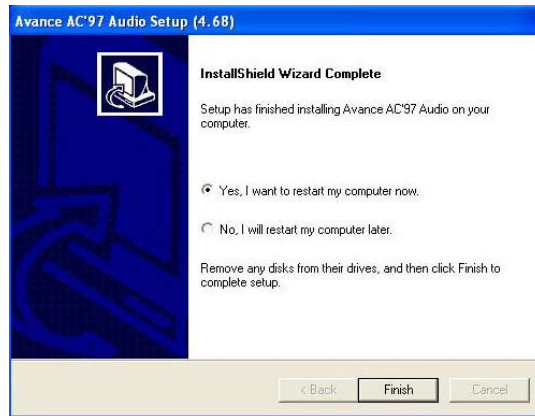 Avance AC'97 Audio Setup (4.68)
InstallShield Wizard Complete
Setup has finished installing Avance AC'97 Audio on your
computer.
Yes, I want to restart my computer now.
No, I will restart my computer later.
Remove any disks from their drives, and then click Finish to
complete setup.
< Back
Finish
Cancel